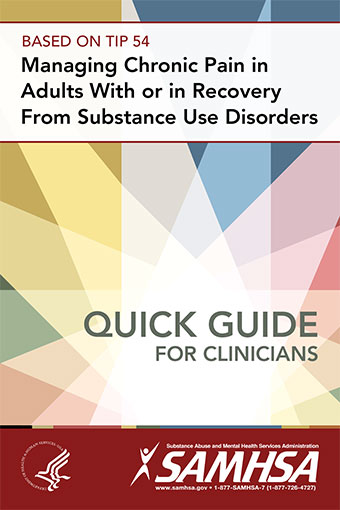 BASED ON TIP 54
Managing Chronic Pain in
Adults With or in Recovery
From Substance Use Disorders
QUICK GUIDE
FOR CLINICIANS
Substance Abuse and Mental Health Services Administration
SAMHSA
www.samhsa.gov • 1-877-SAMHSA-7 (1-877-726-4727)